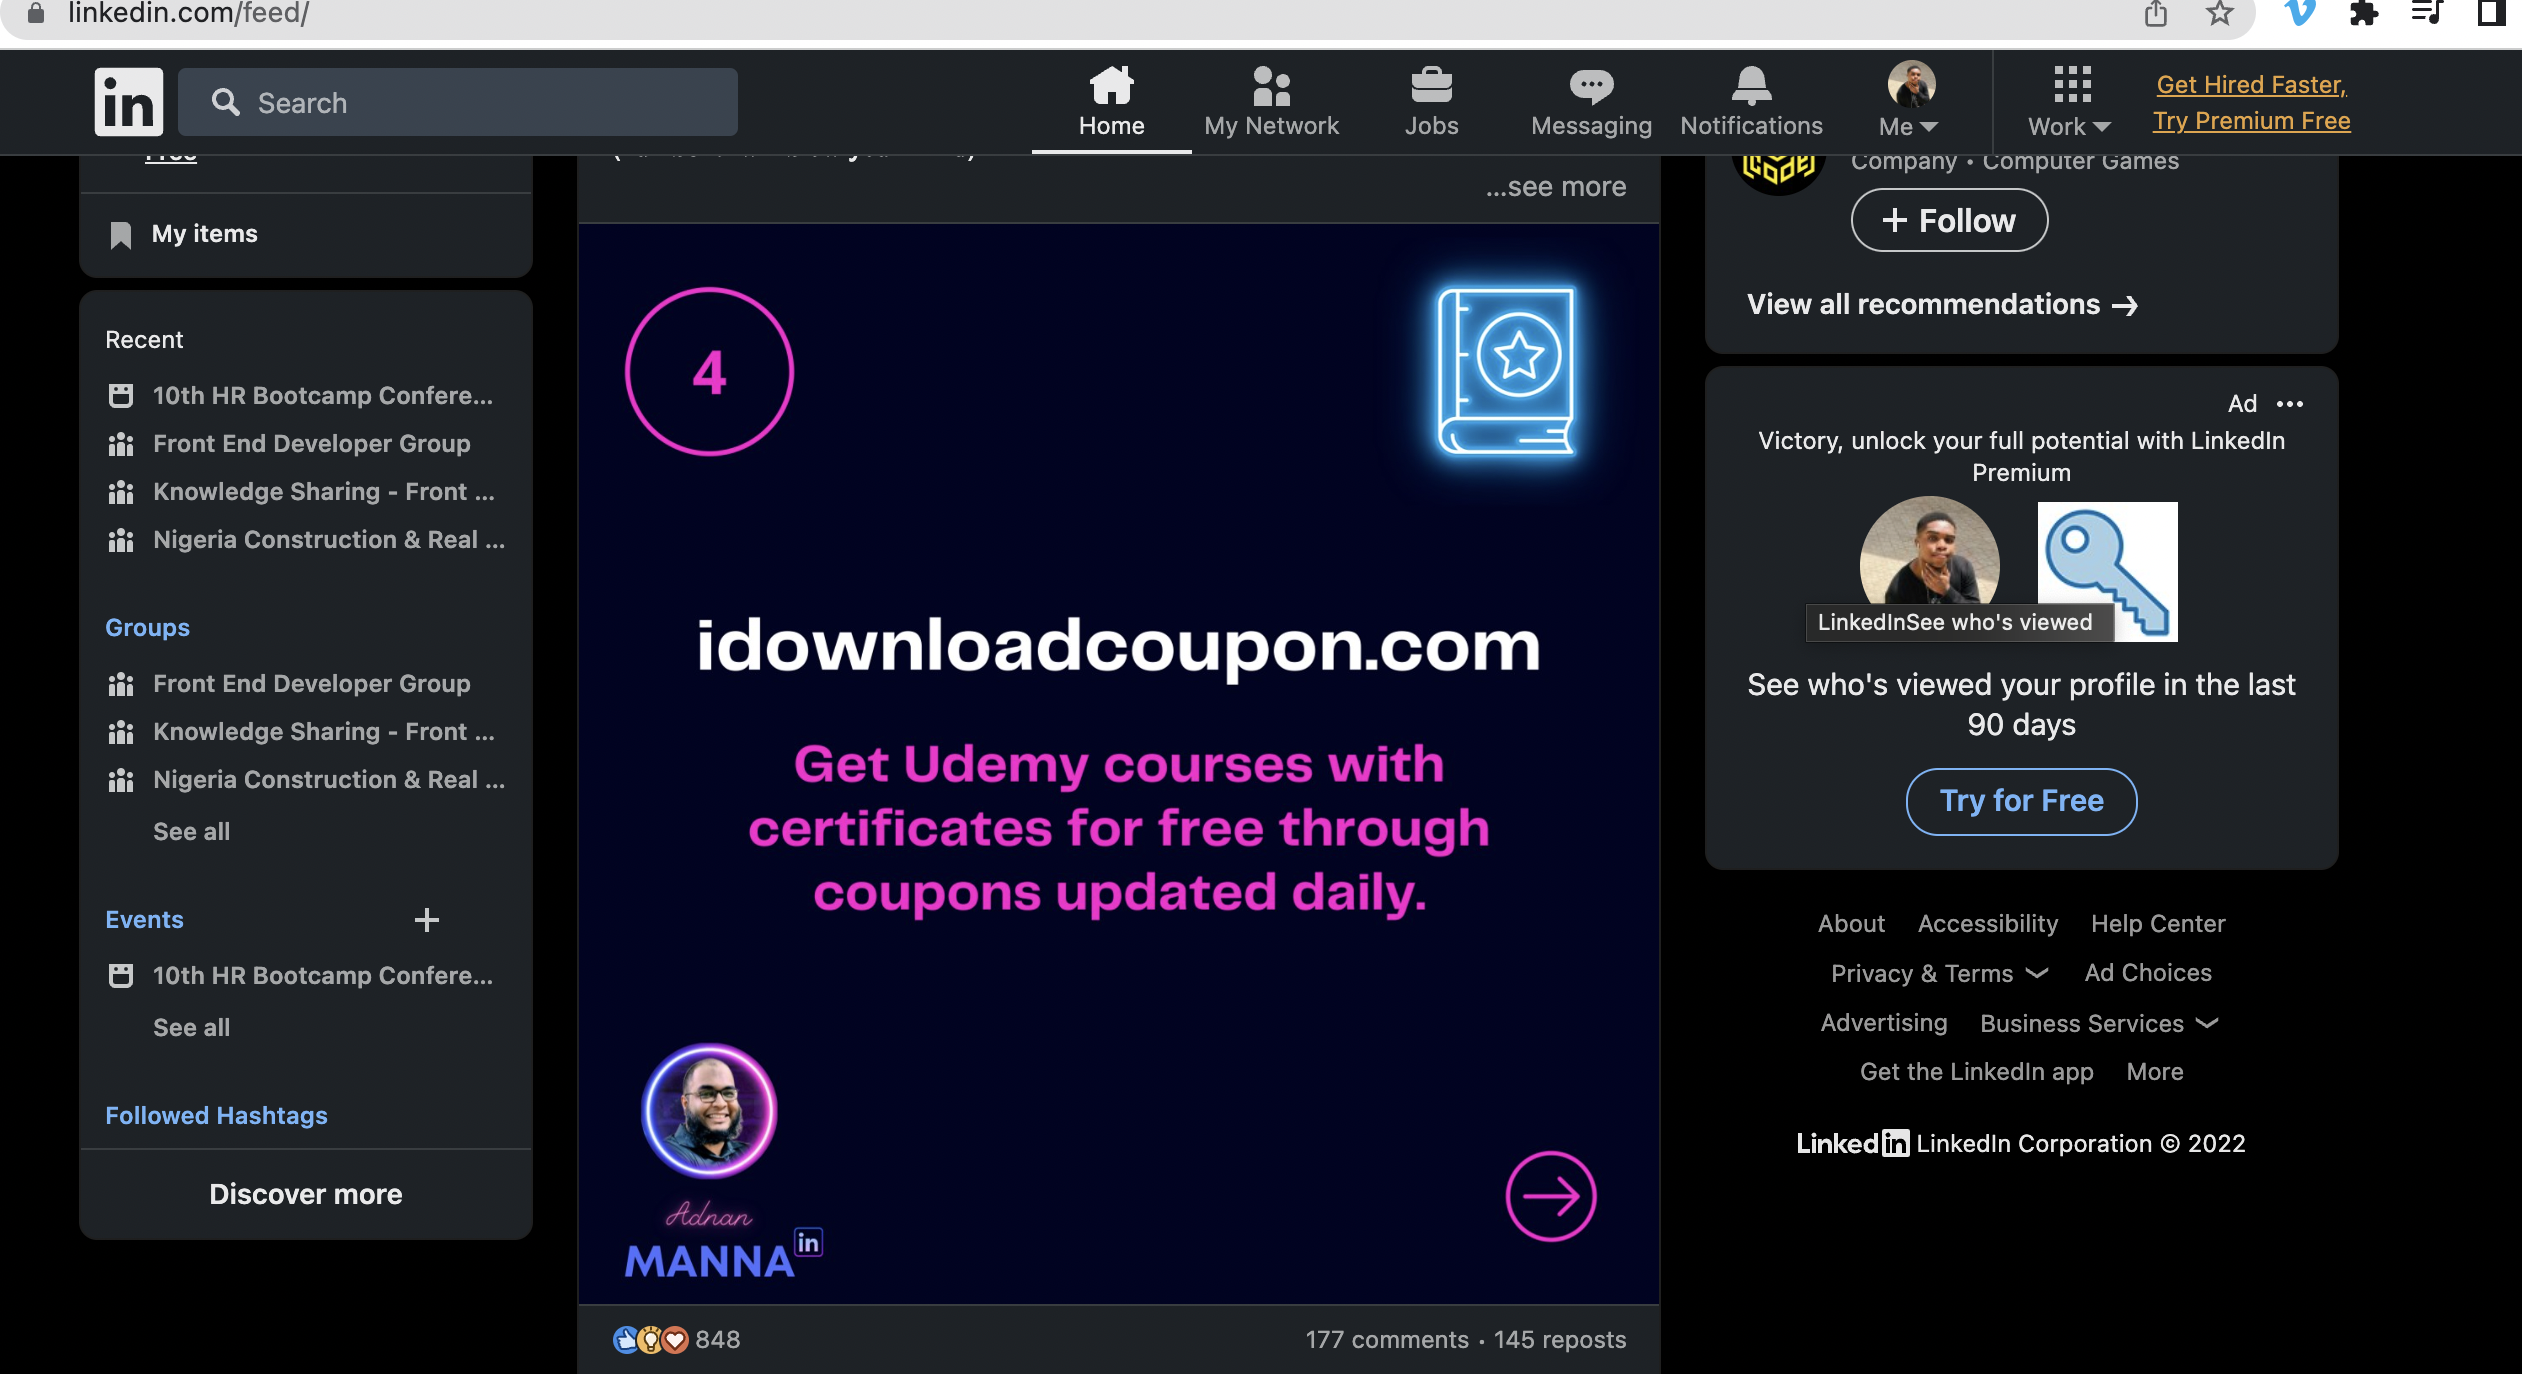 linkedin.com/feed/
in
Search
Home
My Network
Jobs
Messaging
Notifications
Me
Work
Get Hired Faster,
Try Premium Free
Free
My items
Recent
10th HR Bootcamp Confere...
Front End Developer Group
Knowledge Sharing - Front ...
Nigeria Construction & Real ...
Groups
Front End Developer Group
Knowledge Sharing - Front ...
Nigeria Construction & Real ...
See all
Events
10th HR Bootcamp Confere...
See all
Followed Hashtags
Discover more
...see more
4
idownloadcoupon.com
Get Udemy courses with
certificates for free through
coupons updated daily.
Adnan
MANNA in
848
177 comments · 145 reposts
CODE
Company • Computer Games
+ Follow
View all recommendations →
Ad
Victory, unlock your full potential with LinkedIn
Premium
LinkedInSee who's viewed
See who's viewed your profile in the last
90 days
Try for Free
About Accessibility Help Center
Privacy & Terms Ad Choices
Advertising Business Services
Get the LinkedIn app More
Linkedin LinkedIn Corporation © 2022